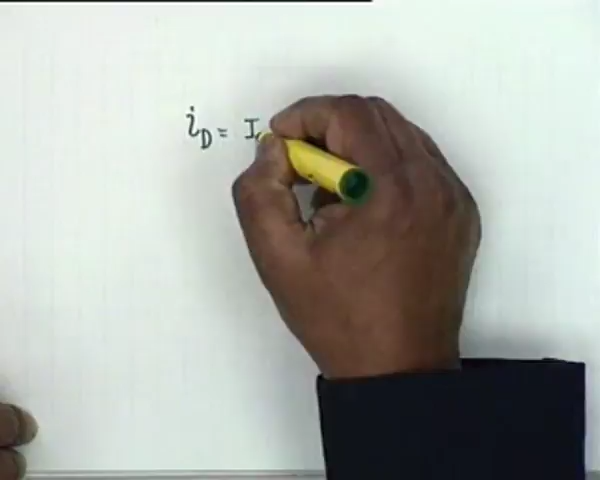 i_D = I